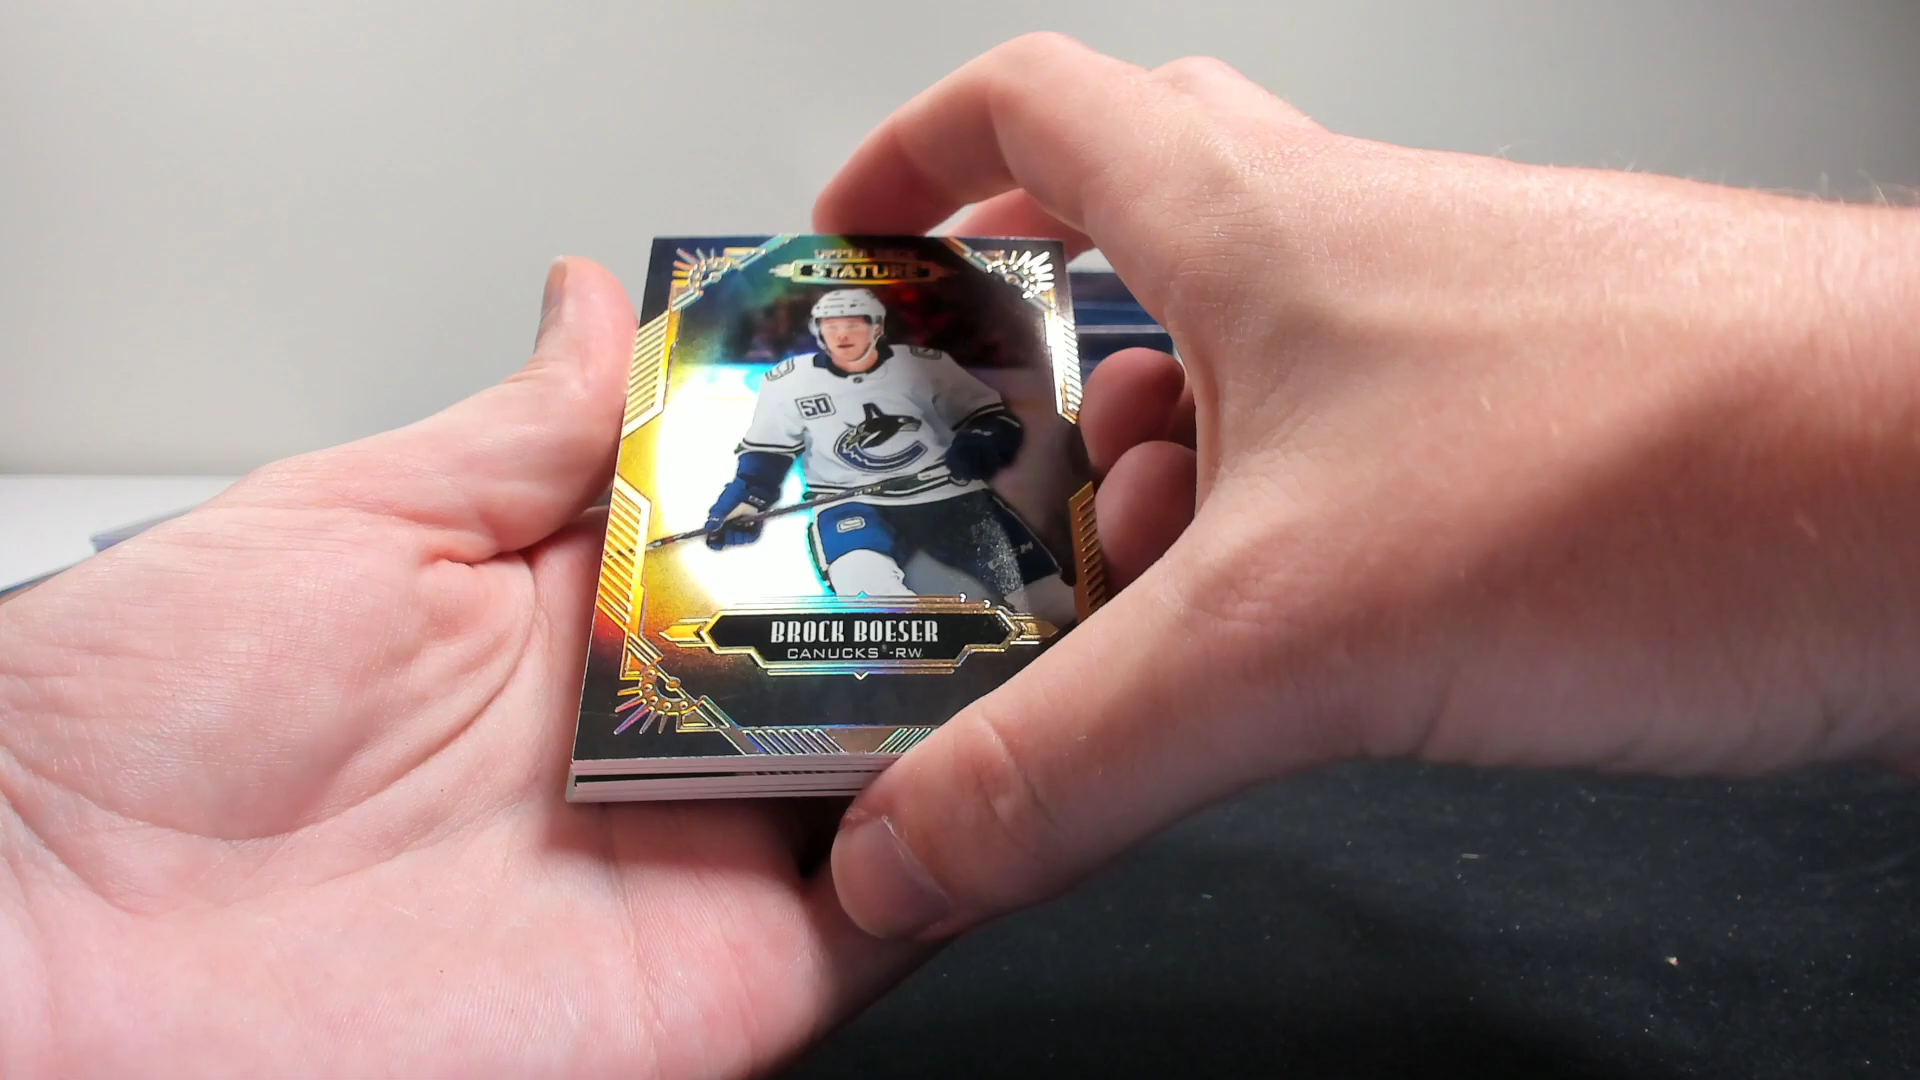 UPPER DECK
STATURE
50
BROCK BOESER
CANUCKS®-RW